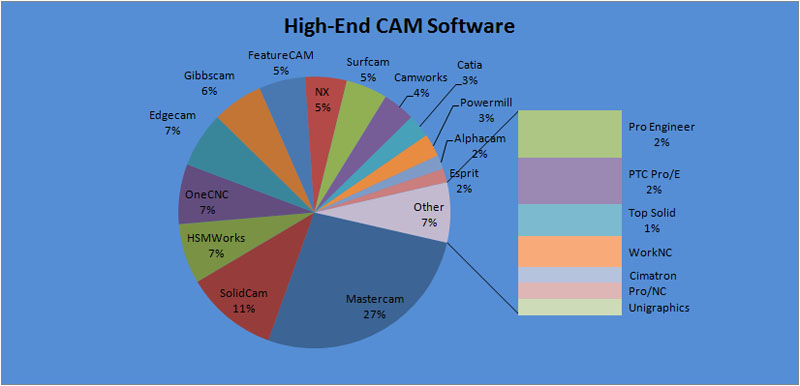 High-End CAM Software
FeatureCAM
5%
NX
5%
Surfcam
5%
Camworks
4%
Catia
3%
Powermill
3%
Alphacam
2%
Esprit
2%
Other
7%
Mastercam
27%
SolidCam
11%
HSMWorks
7%
OneCNC
7%
Edgecam
7%
Gibbscam
6%
Pro Engineer
2%
PTC Pro/E
2%
Top Solid
1%
WorkNC
Cimatron
Pro/NC
Unigraphics